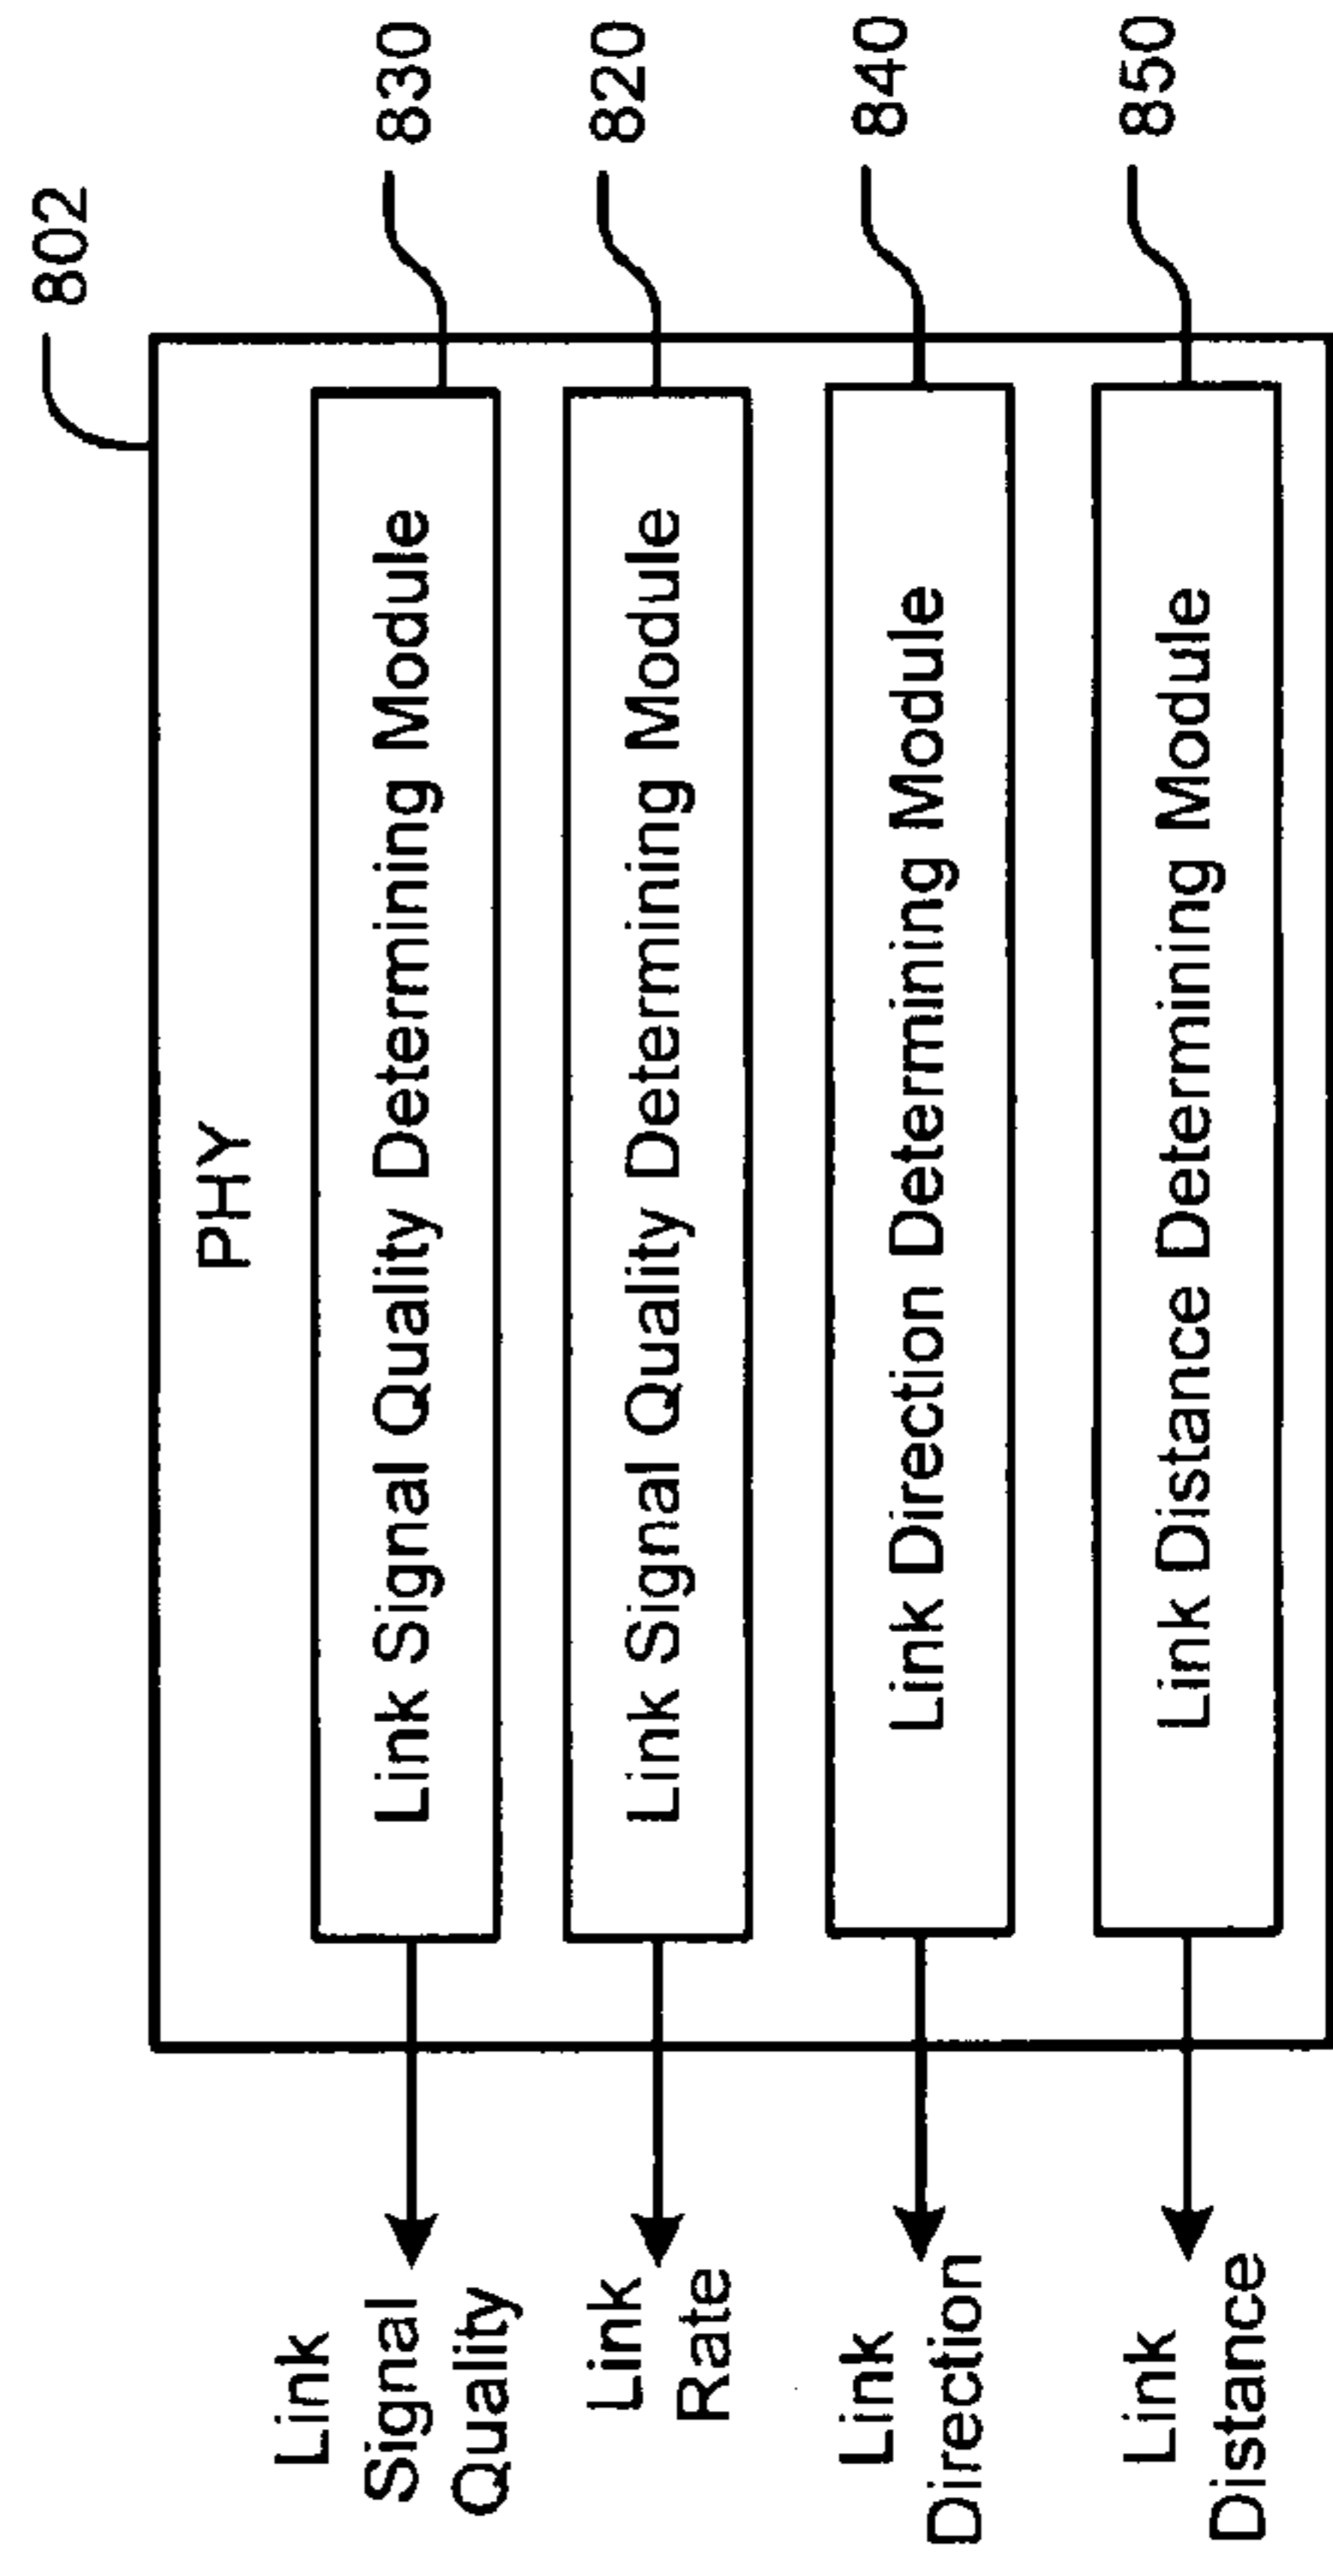 802
PHY
Link
Signal
Quality
Link Signal Quality Determining Module
830
Link
Rate
Link Signal Quality Determining Module
820
Link
Direction
Link Direction Determining Module
840
Link
Distance
Link Distance Determining Module
850